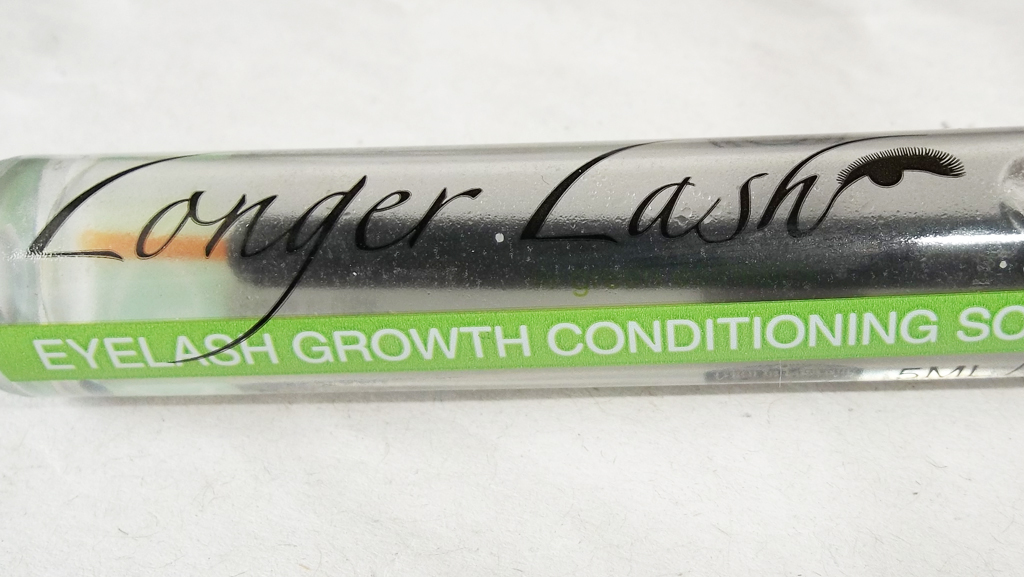 Longer Lash
EYELASH GROWTH CONDITIONING SO
5ML